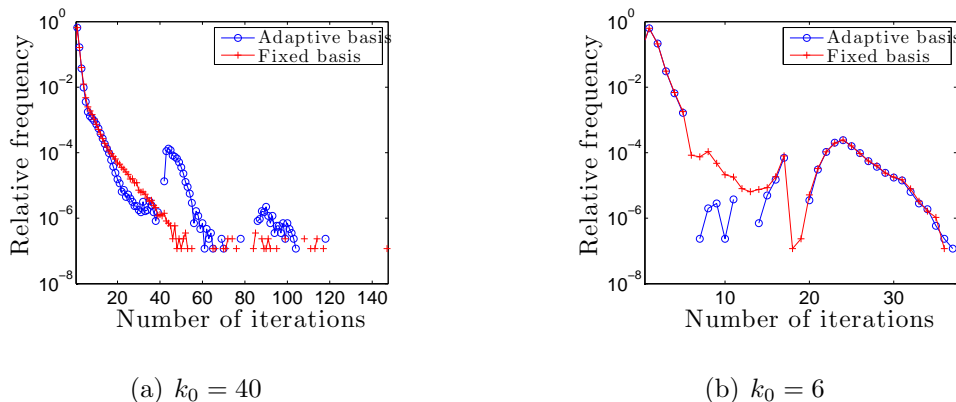 10^0
10^-2
10^-4
10^-6
10^-8
Relative frequency
Adaptive basis
Fixed basis
20 40 60 80 100 120 140
Number of iterations
(a) k_0 = 40
10^0
10^-2
10^-4
10^-6
10^-8
Relative frequency
Adaptive basis
Fixed basis
10 20 30
Number of iterations
(b) k_0 = 6